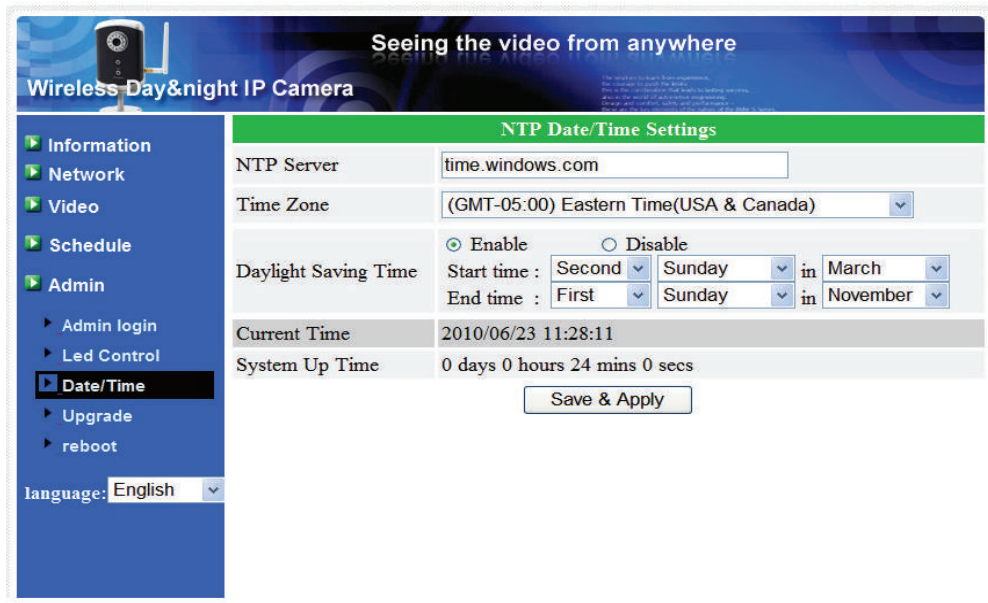 Seeing the video from anywhere
Wireless Day&night IP Camera
Information
Network
Video
Schedule
Admin
Admin login
Led Control
Date/Time
Upgrade
reboot
language: English
NTP Date/Time Settings
NTP Server time.windows.com
Time Zone (GMT-05:00) Eastern Time(USA & Canada)
Daylight Saving Time
Enable Disable
Start time : Second Sunday in March
End time : First Sunday in November
Current Time 2010/06/23 11:28:11
System Up Time 0 days 0 hours 24 mins 0 secs
Save & Apply